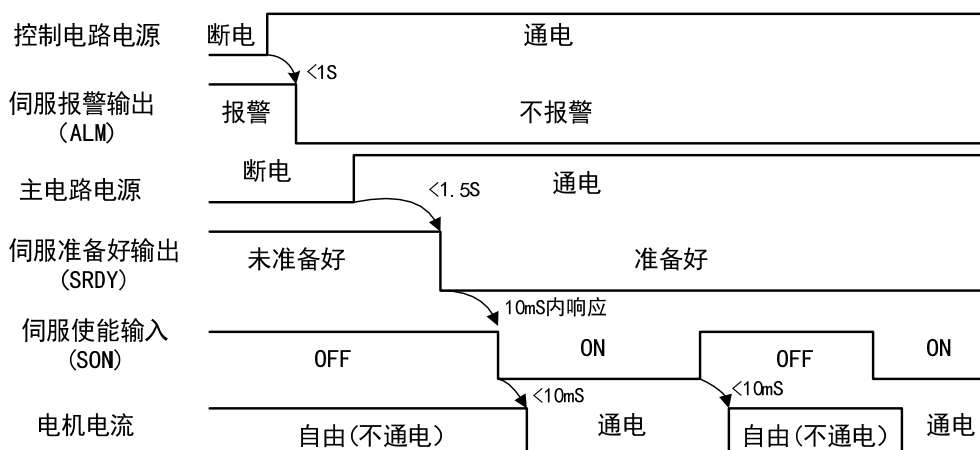 控制电路电源 断电 通电
<1S
伺服报警输出 报警 不报警
(ALM)
断电
主电路电源 <1.5S 通电
伺服准备好输出 未准备好 准备好
(SRDY)
10mS内响应
伺服使能输入 OFF ON OFF ON
(SON)
<10mS <10mS
电机电流 自由(不通电) 通电 自由(不通电) 通电